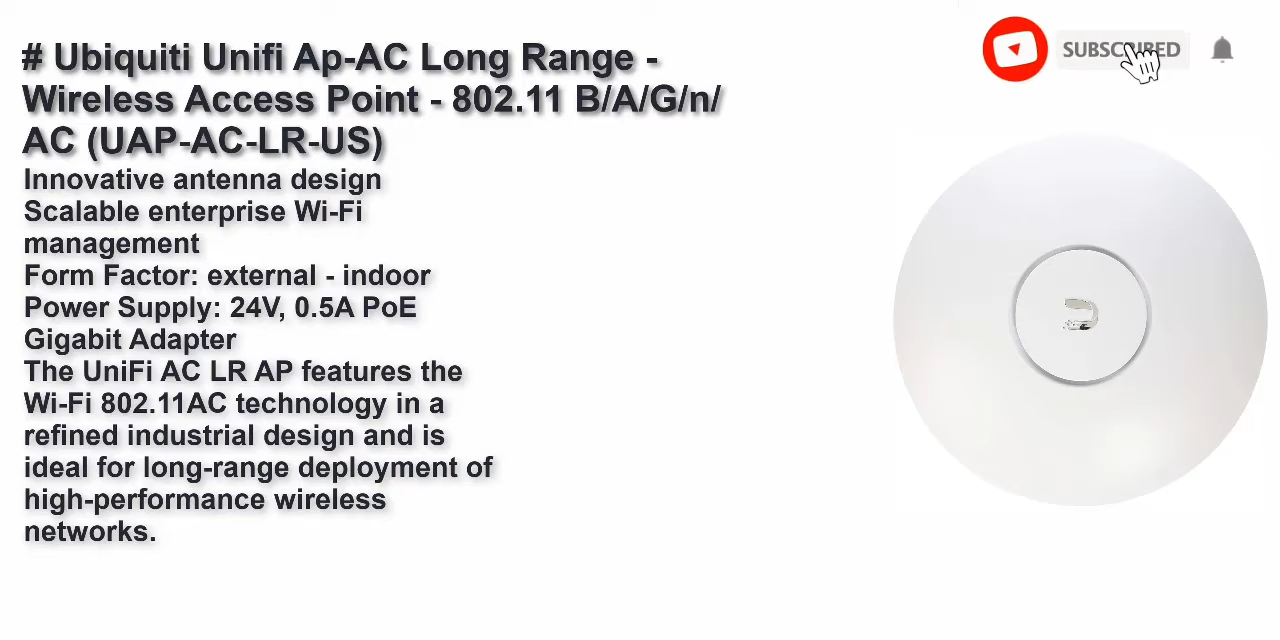 # Ubiquiti Unifi Ap-AC Long Range -
Wireless Access Point - 802.11 B/A/G/n/
AC (UAP-AC-LR-US)
Innovative antenna design
Scalable enterprise Wi-Fi
management
Form Factor: external - indoor
Power Supply: 24V, 0.5A PoE
Gigabit Adapter
The UniFi AC LR AP features the
Wi-Fi 802.11AC technology in a
refined industrial design and is
ideal for long-range deployment of
high-performance wireless
networks.
SUBSCRIBED